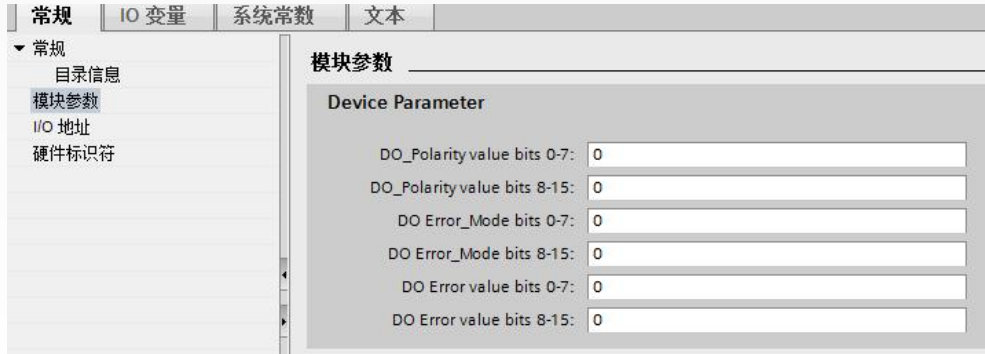 常规 IO 变量 系统常数 文本
常规
目录信息
模块参数
I/O 地址
硬件标识符
模块参数
Device Parameter
DO_Polarity value bits 0-7: 0
DO_Polarity value bits 8-15: 0
DO Error_Mode bits 0-7: 0
DO Error_Mode bits 8-15: 0
DO Error value bits 0-7: 0
DO Error value bits 8-15: 0